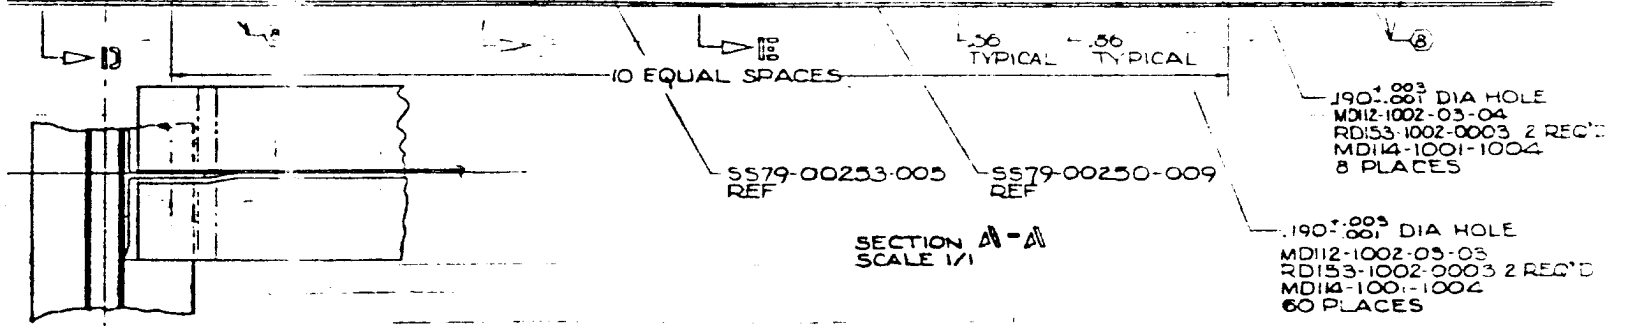 B
D
E
.56
TYPICAL
.56
TYPICAL
B
10 EQUAL SPACES
.190 +.003 -.001 DIA HOLE
MD112-1002-03-04
RD153-1002-0003 2 REQ'D
MD114-1001-1004
8 PLACES
SS79-00253-005
REF
SS79-00250-009
REF
SECTION A-A
SCALE 1/1
.190 +.003 -.001 DIA HOLE
MD112-1002-03-03
RD153-1002-0003 2 REQ'D
MD114-1001-1004
60 PLACES